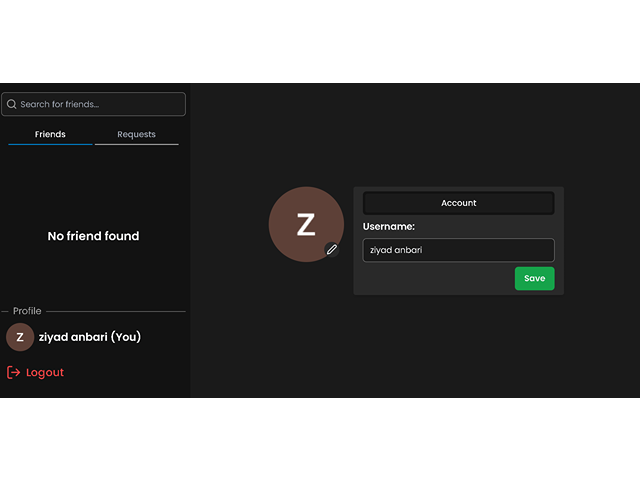 Search for friends...
Friends
Requests
No friend found
Profile
Z
ziyad anbari (You)
Logout
Z
Account
Username:
ziyad anbari
Save